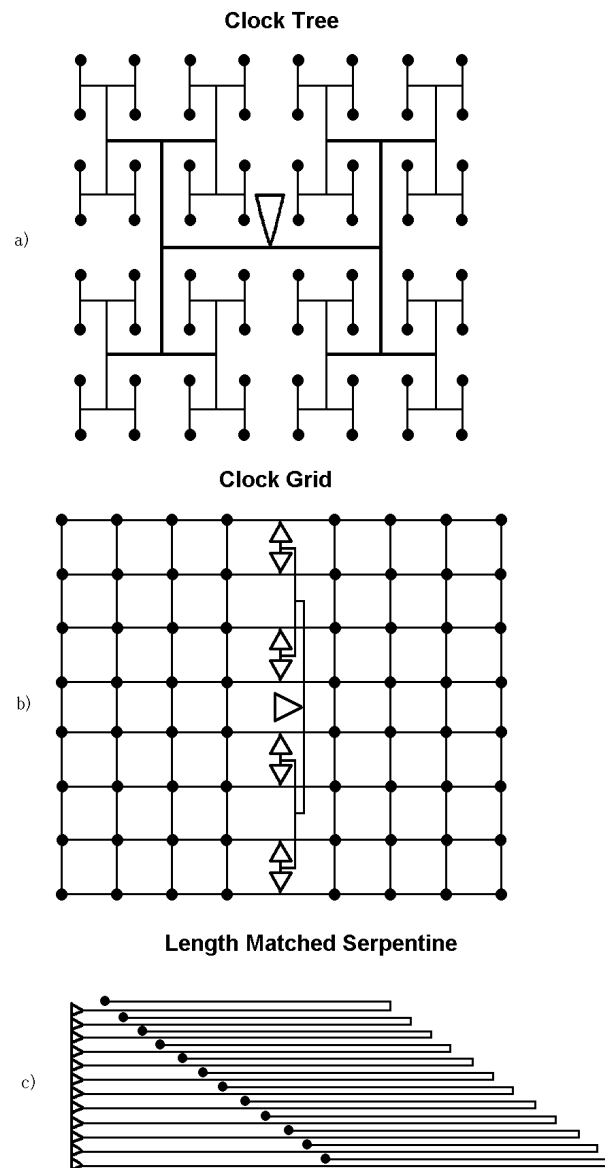 Clock Tree
a)
Clock Grid
b)
Length Matched Serpentine
c)